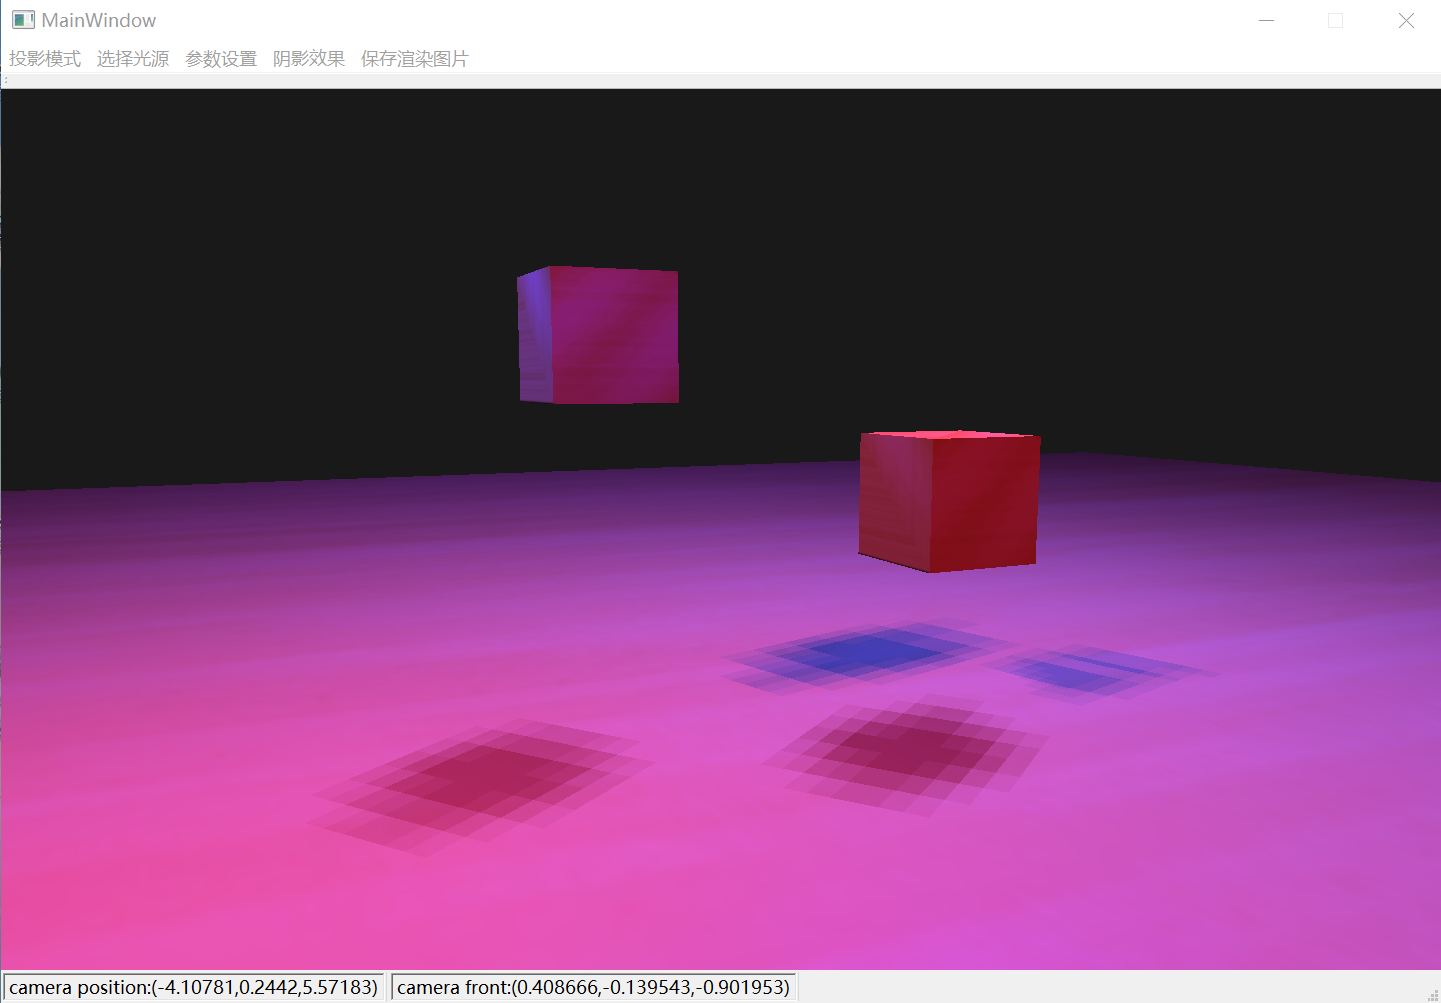 MainWindow
投影模式 选择光源 参数设置 阴影效果 保存渲染图片
camera position:(-4.10781,0.2442,5.57183) camera front:(0.408666,-0.139543,-0.901953)